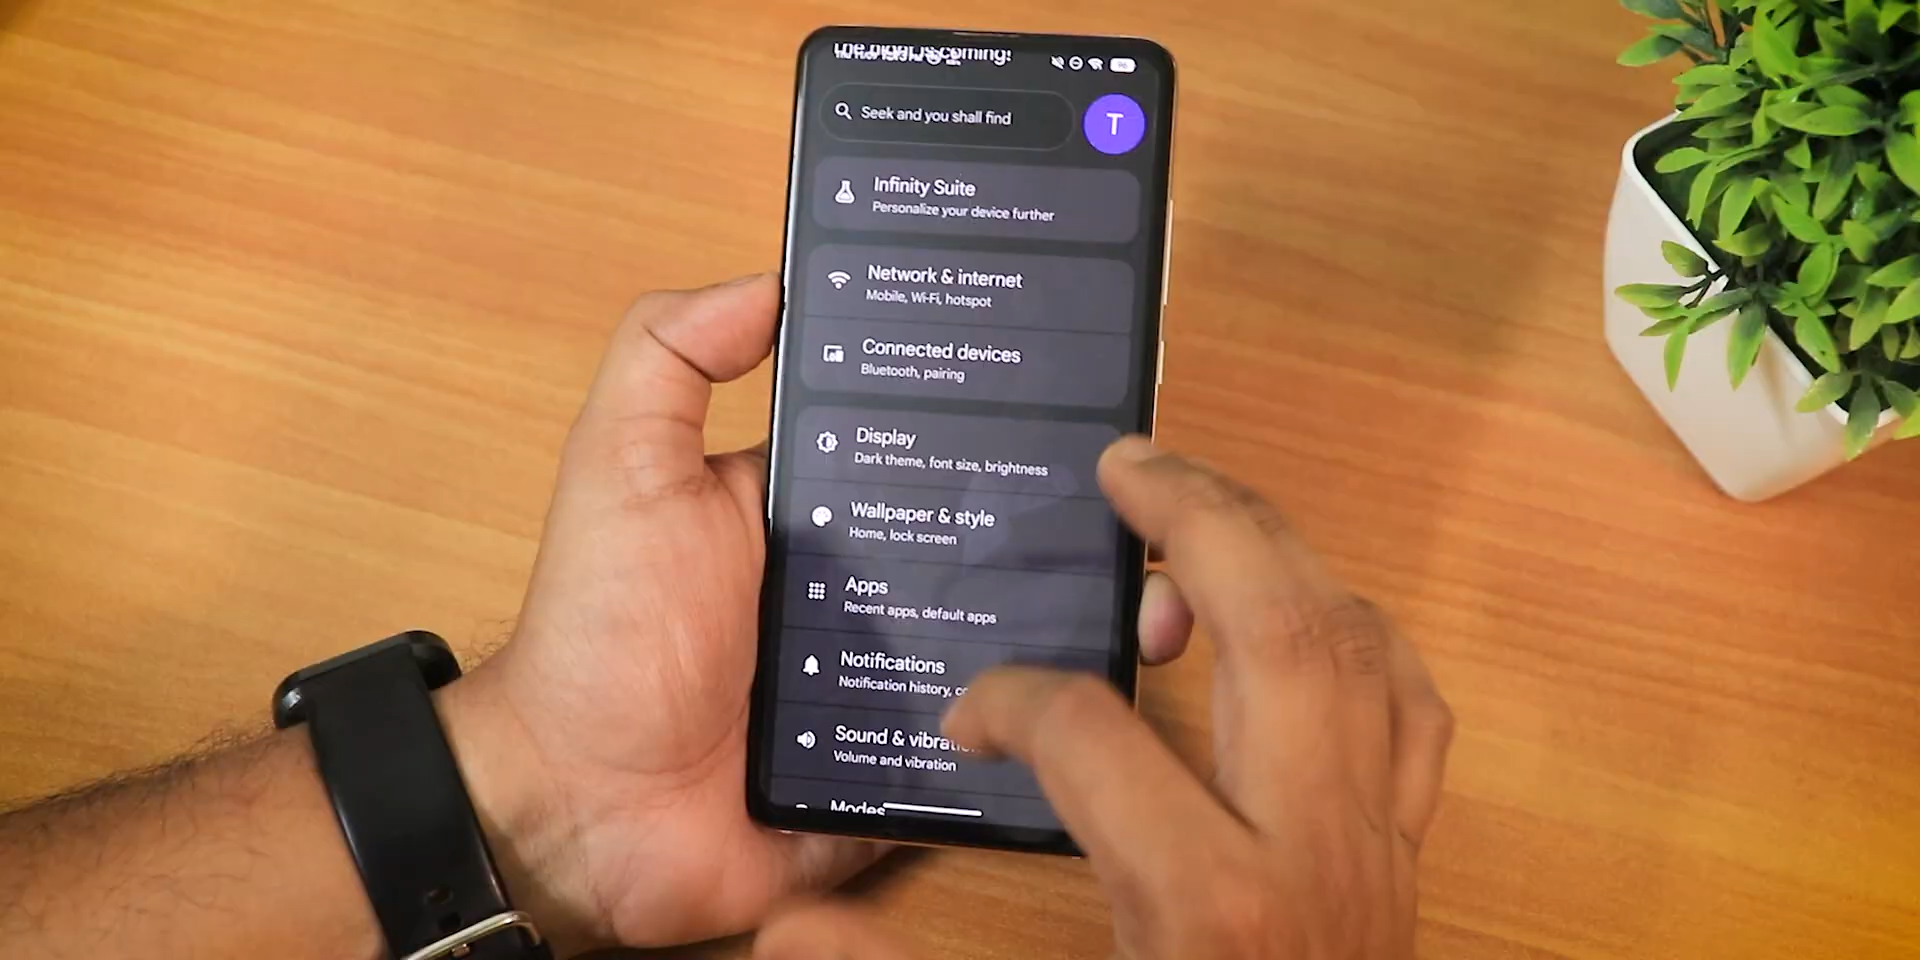 coming!
Seek and you shall find
T
Infinity Suite
Personalize your device further
Network & internet
Mobile, Wi-Fi, hotspot
Connected devices
Bluetooth, pairing
Display
Dark theme, font size, brightness
Wallpaper & style
Home, lock screen
Apps
Recent apps, default apps
Notifications
Notification history,
Sound &
Volume and vibration
Modes